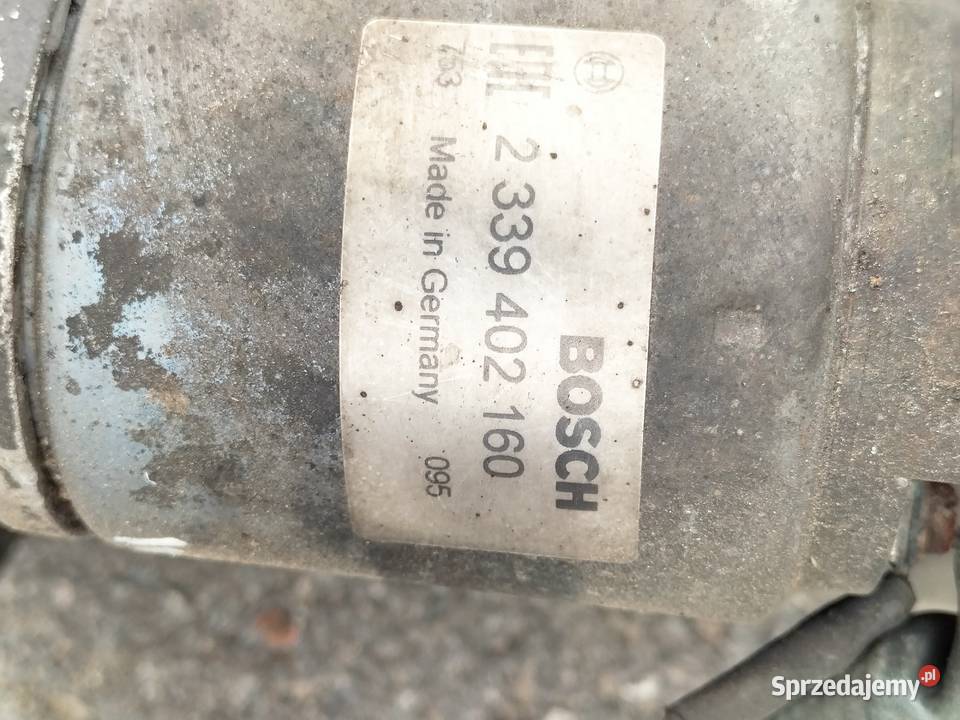 BOSCH
2 339 402 160
Made in Germany 095
Sprzedajemy.pl